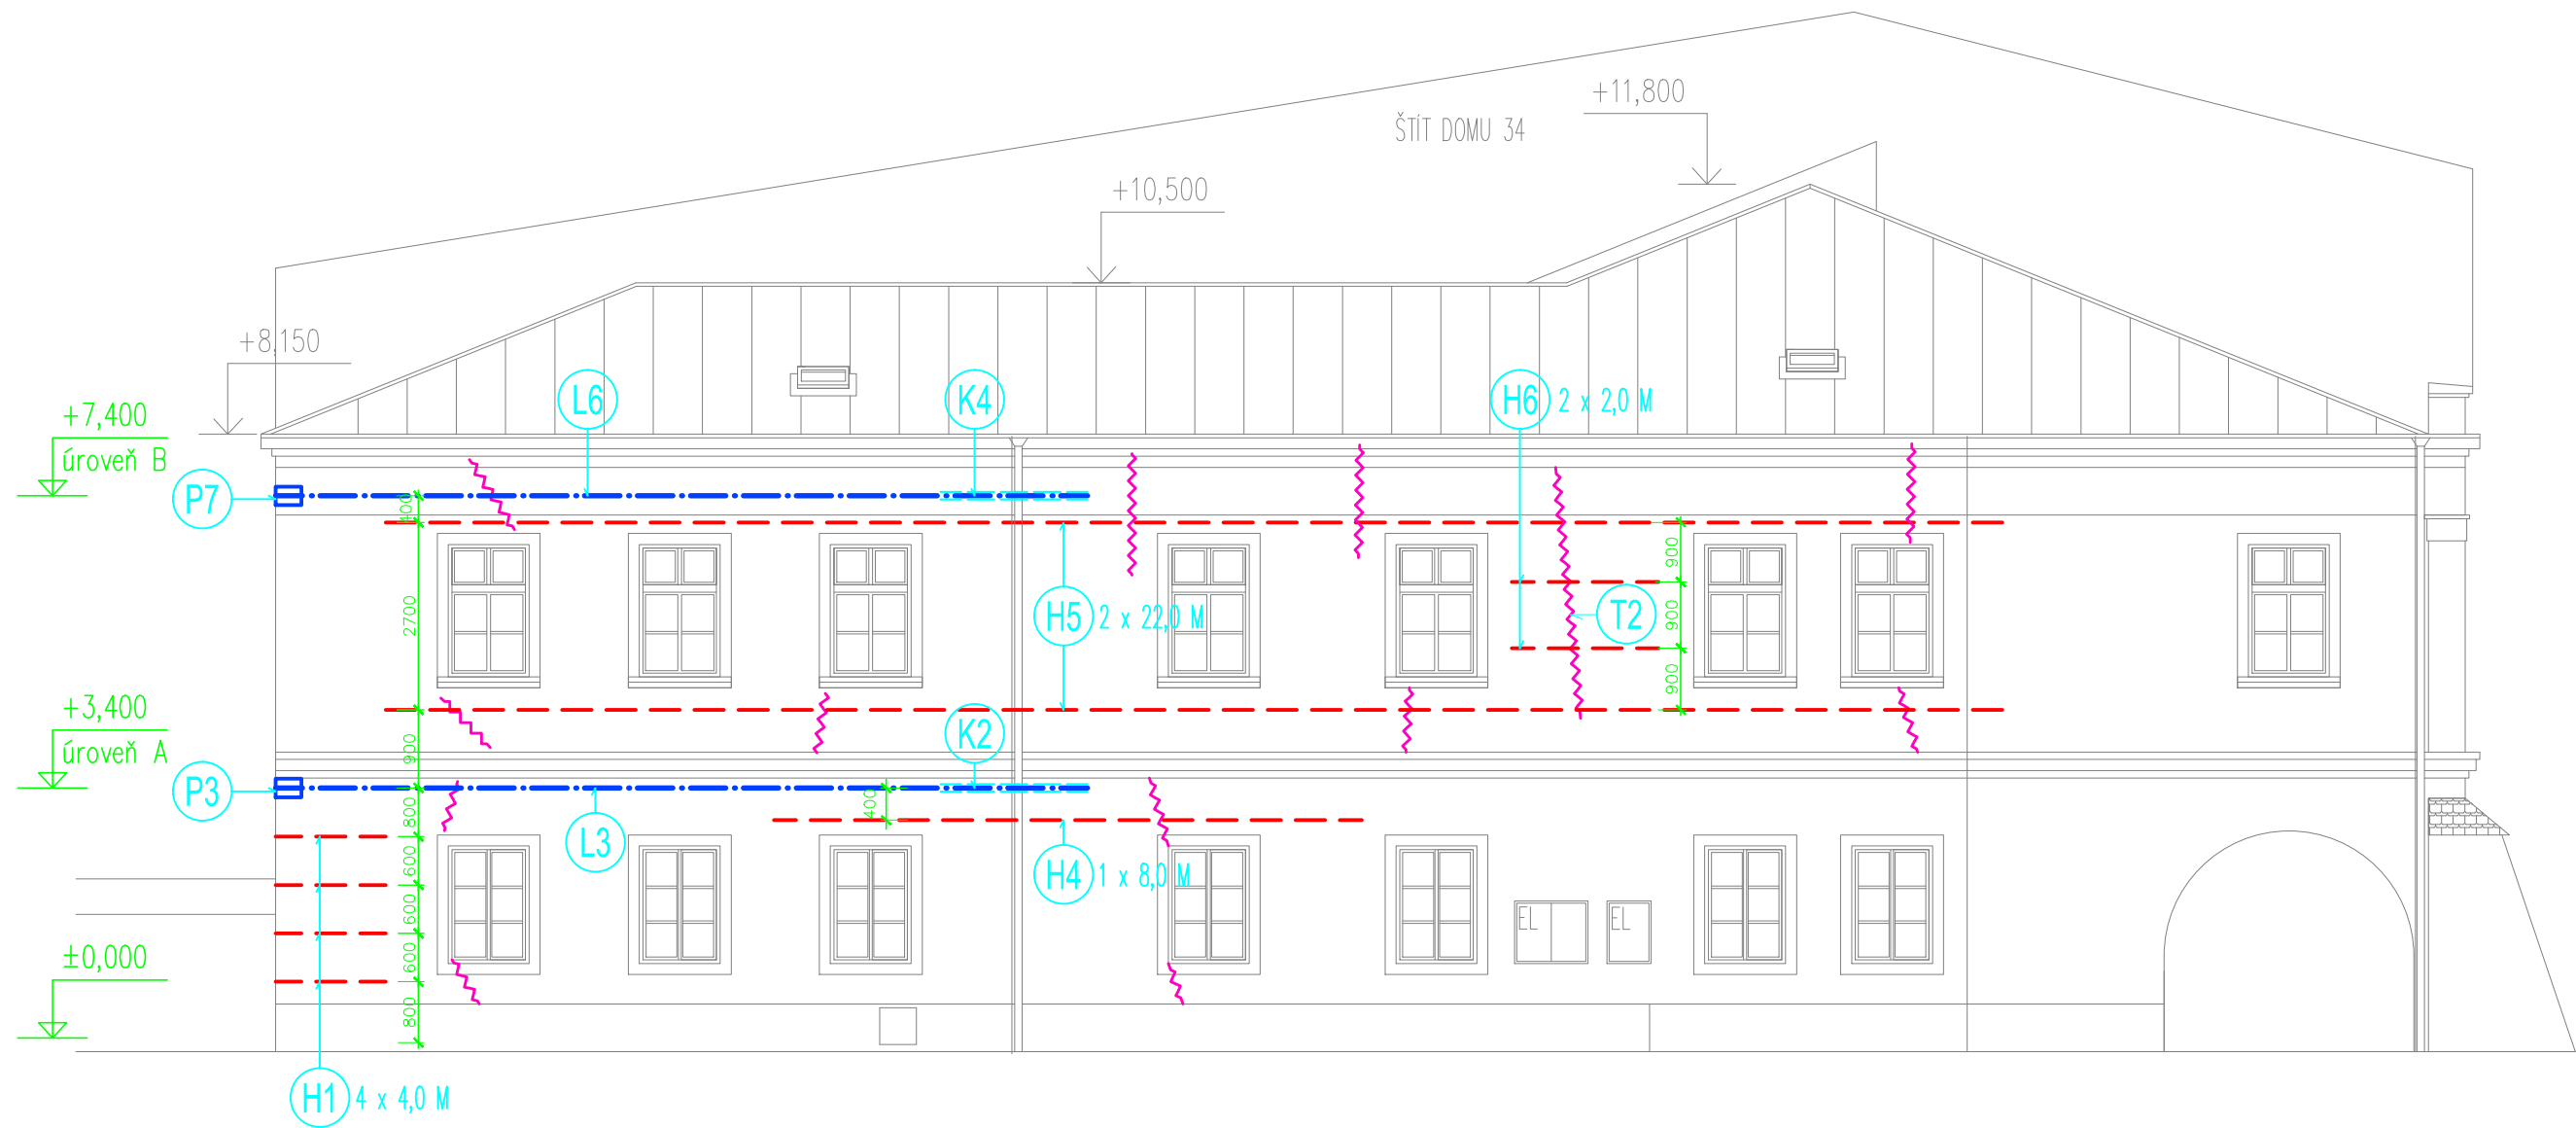 +11,800
ŠTÍT DOMU 34
+10,500
+8,150
+7,400
úroveň B
L6
K4
H6 2 x 2,0 M
P7
400
2700
900
900
900
900
H5 2 x 22,0 M
T2
+3,400
úroveň A
K2
P3
800
400
L3
600
H4 1 x 8,0 M
600
EL
EL
±0,000
600
800
H1 4 x 4,0 M